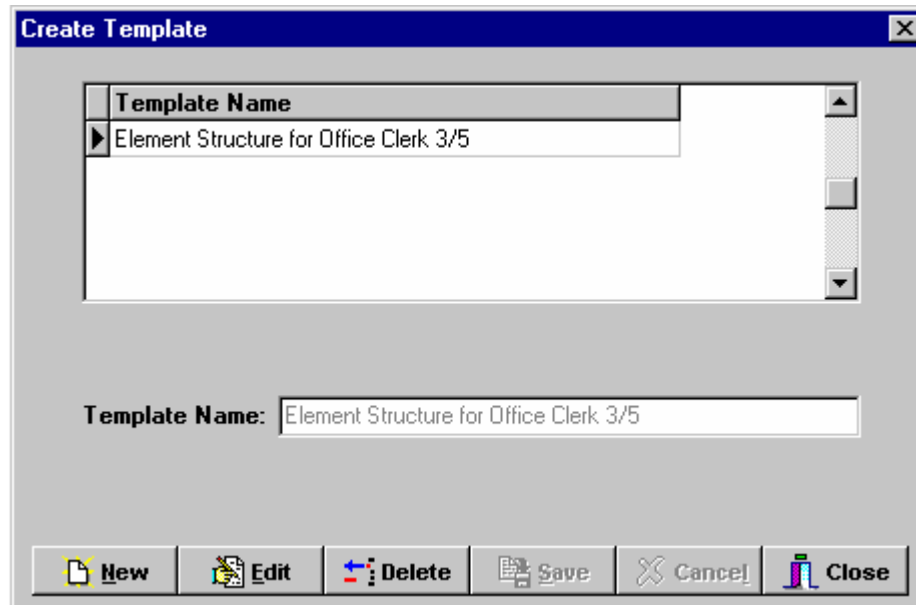 Create Template
Template Name
Element Structure for Office Clerk 3/5
Template Name: Element Structure for Office Clerk 3/5
New Edit Delete Save Cancel Close